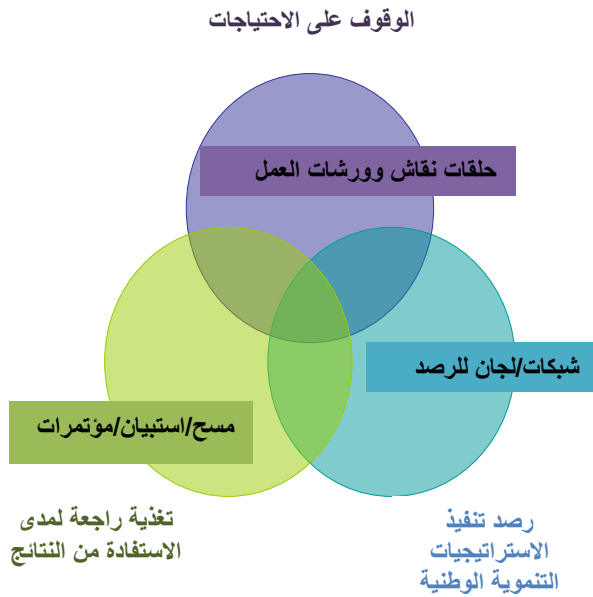 الوقوف على الاحتياجات
حلقات نقاش وورشات العمل
شبكات/لجان للرصد
مسح/استبيان/مؤتمرات
رصد تنفيذ
الاستراتيجيات
التنموية الوطنية
تغذية راجعة لمدى
الاستفادة من النتائج